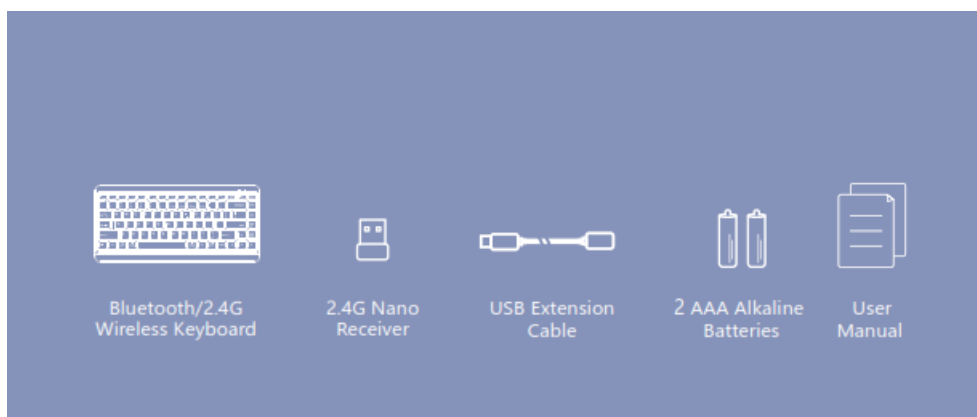 Bluetooth/2.4G
Wireless Keyboard
2.4G Nano
Receiver
USB Extension
Cable
2 AAA Alkaline
Batteries
User
Manual